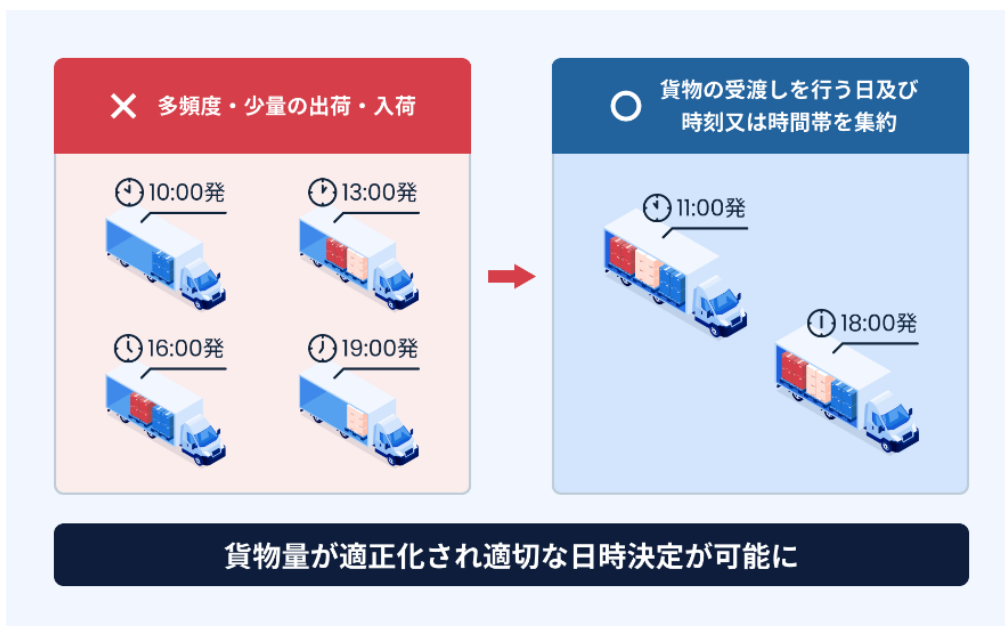 多頻度・少量の出荷・入荷
貨物の受渡しを行う日及び
時刻又は時間帯を集約
10:00発
13:00発
16:00発
19:00発
11:00発
18:00発
貨物量が適正化され適切な日時決定が可能に